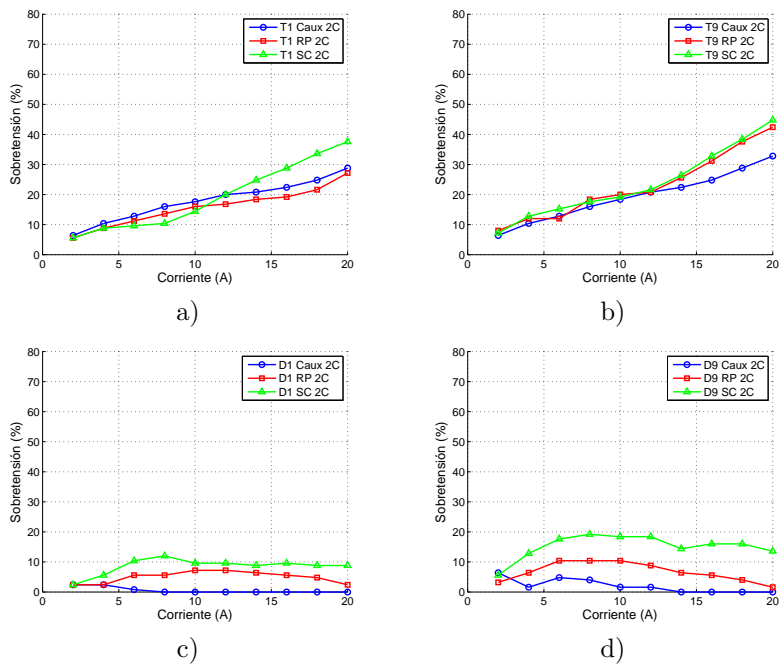 80
70
60
50
40
30
20
10
0
Sobretensión (%)
T1 Caux 2C
T1 RP 2C
T1 SC 2C
0 5 10 15 20
Corriente (A)
a)
80
70
60
50
40
30
20
10
0
Sobretensión (%)
T9 Caux 2C
T9 RP 2C
T9 SC 2C
0 5 10 15 20
Corriente (A)
b)
80
70
60
50
40
30
20
10
0
Sobretensión (%)
D1 Caux 2C
D1 RP 2C
D1 SC 2C
0 5 10 15 20
Corriente (A)
c)
80
70
60
50
40
30
20
10
0
Sobretensión (%)
D9 Caux 2C
D9 RP 2C
D9 SC 2C
0 5 10 15 20
Corriente (A)
d)